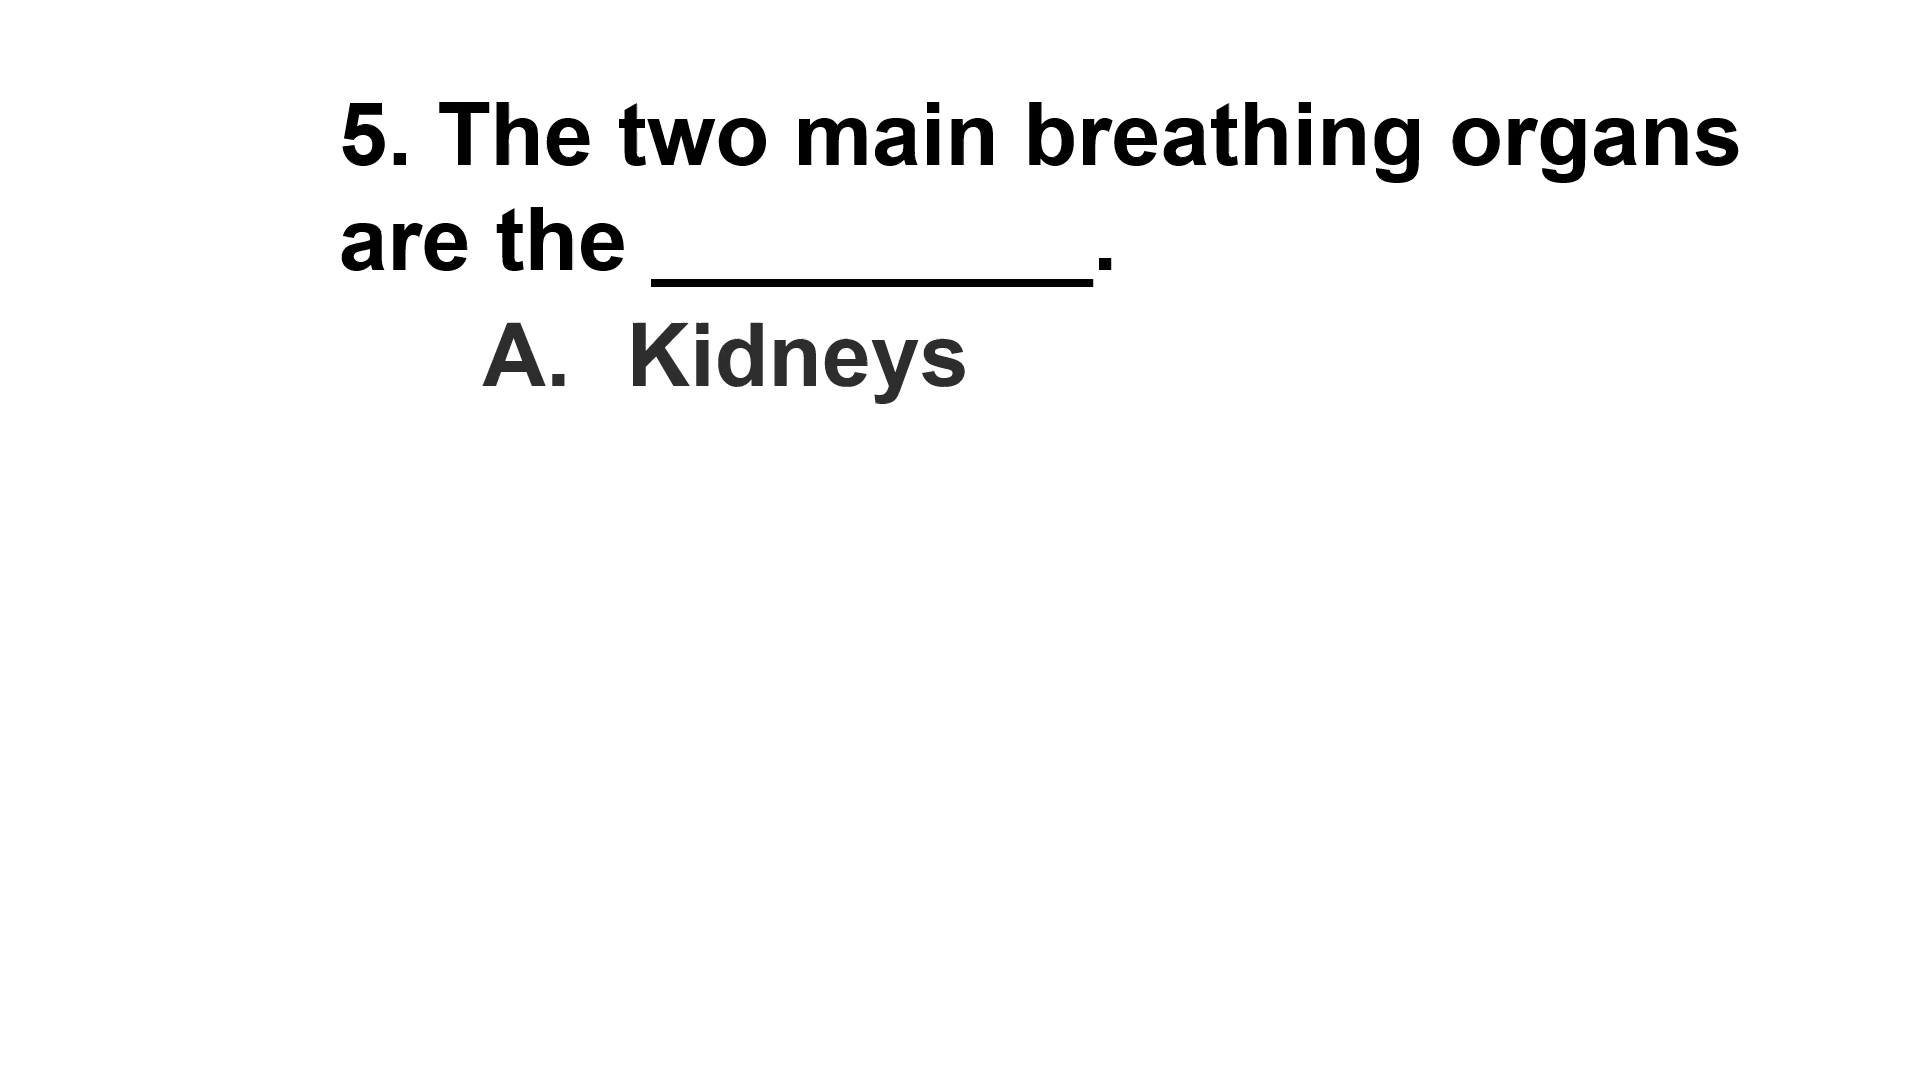 5. The two main breathing organs
are the __________.
A. Kidneys